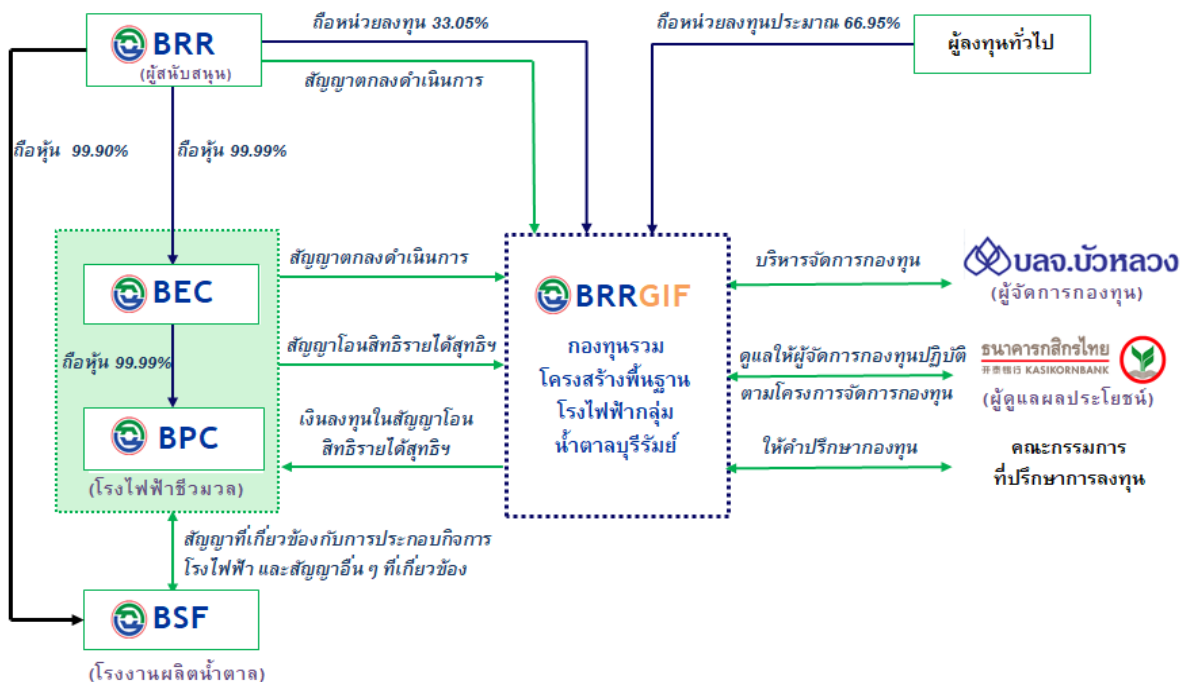 BRR
(ผู้สนับสนุน)
ถือหน่วยลงทุน 33.05%
สัญญาตกลงดำเนินการ
ถือหน่วยลงทุนประมาณ 66.95%
ผู้ลงทุนทั่วไป
ถือหุ้น 99.90%
ถือหุ้น 99.99%
BEC
ถือหุ้น 99.99%
BPC
(โรงไฟฟ้าชีวมวล)
สัญญาตกลงดำเนินการ
สัญญาโอนสิทธิรายได้สุทธิฯ
เงินลงทุนในสัญญาโอน
สิทธิรายได้สุทธิฯ
BRRGIF
กองทุนรวม
โครงสร้างพื้นฐาน
โรงไฟฟ้ากลุ่ม
น้ำตาลบุรีรัมย์
บริหารจัดการกองทุน
บลจ.บัวหลวง
(ผู้จัดการกองทุน)
ดูแลให้ผู้จัดการกองทุนปฏิบัติ
ตามโครงการจัดการกองทุน
ธนาคารกสิกรไทย
开泰银行 KASIKORNBANK
(ผู้ดูแลผลประโยชน์)
ให้คำปรึกษากองทุน
คณะกรรมการ
ที่ปรึกษาการลงทุน
สัญญาที่เกี่ยวข้องกับการประกอบกิจการ
โรงไฟฟ้า และสัญญาอื่น ๆ ที่เกี่ยวข้อง
BSF
(โรงงานผลิตน้ำตาล)